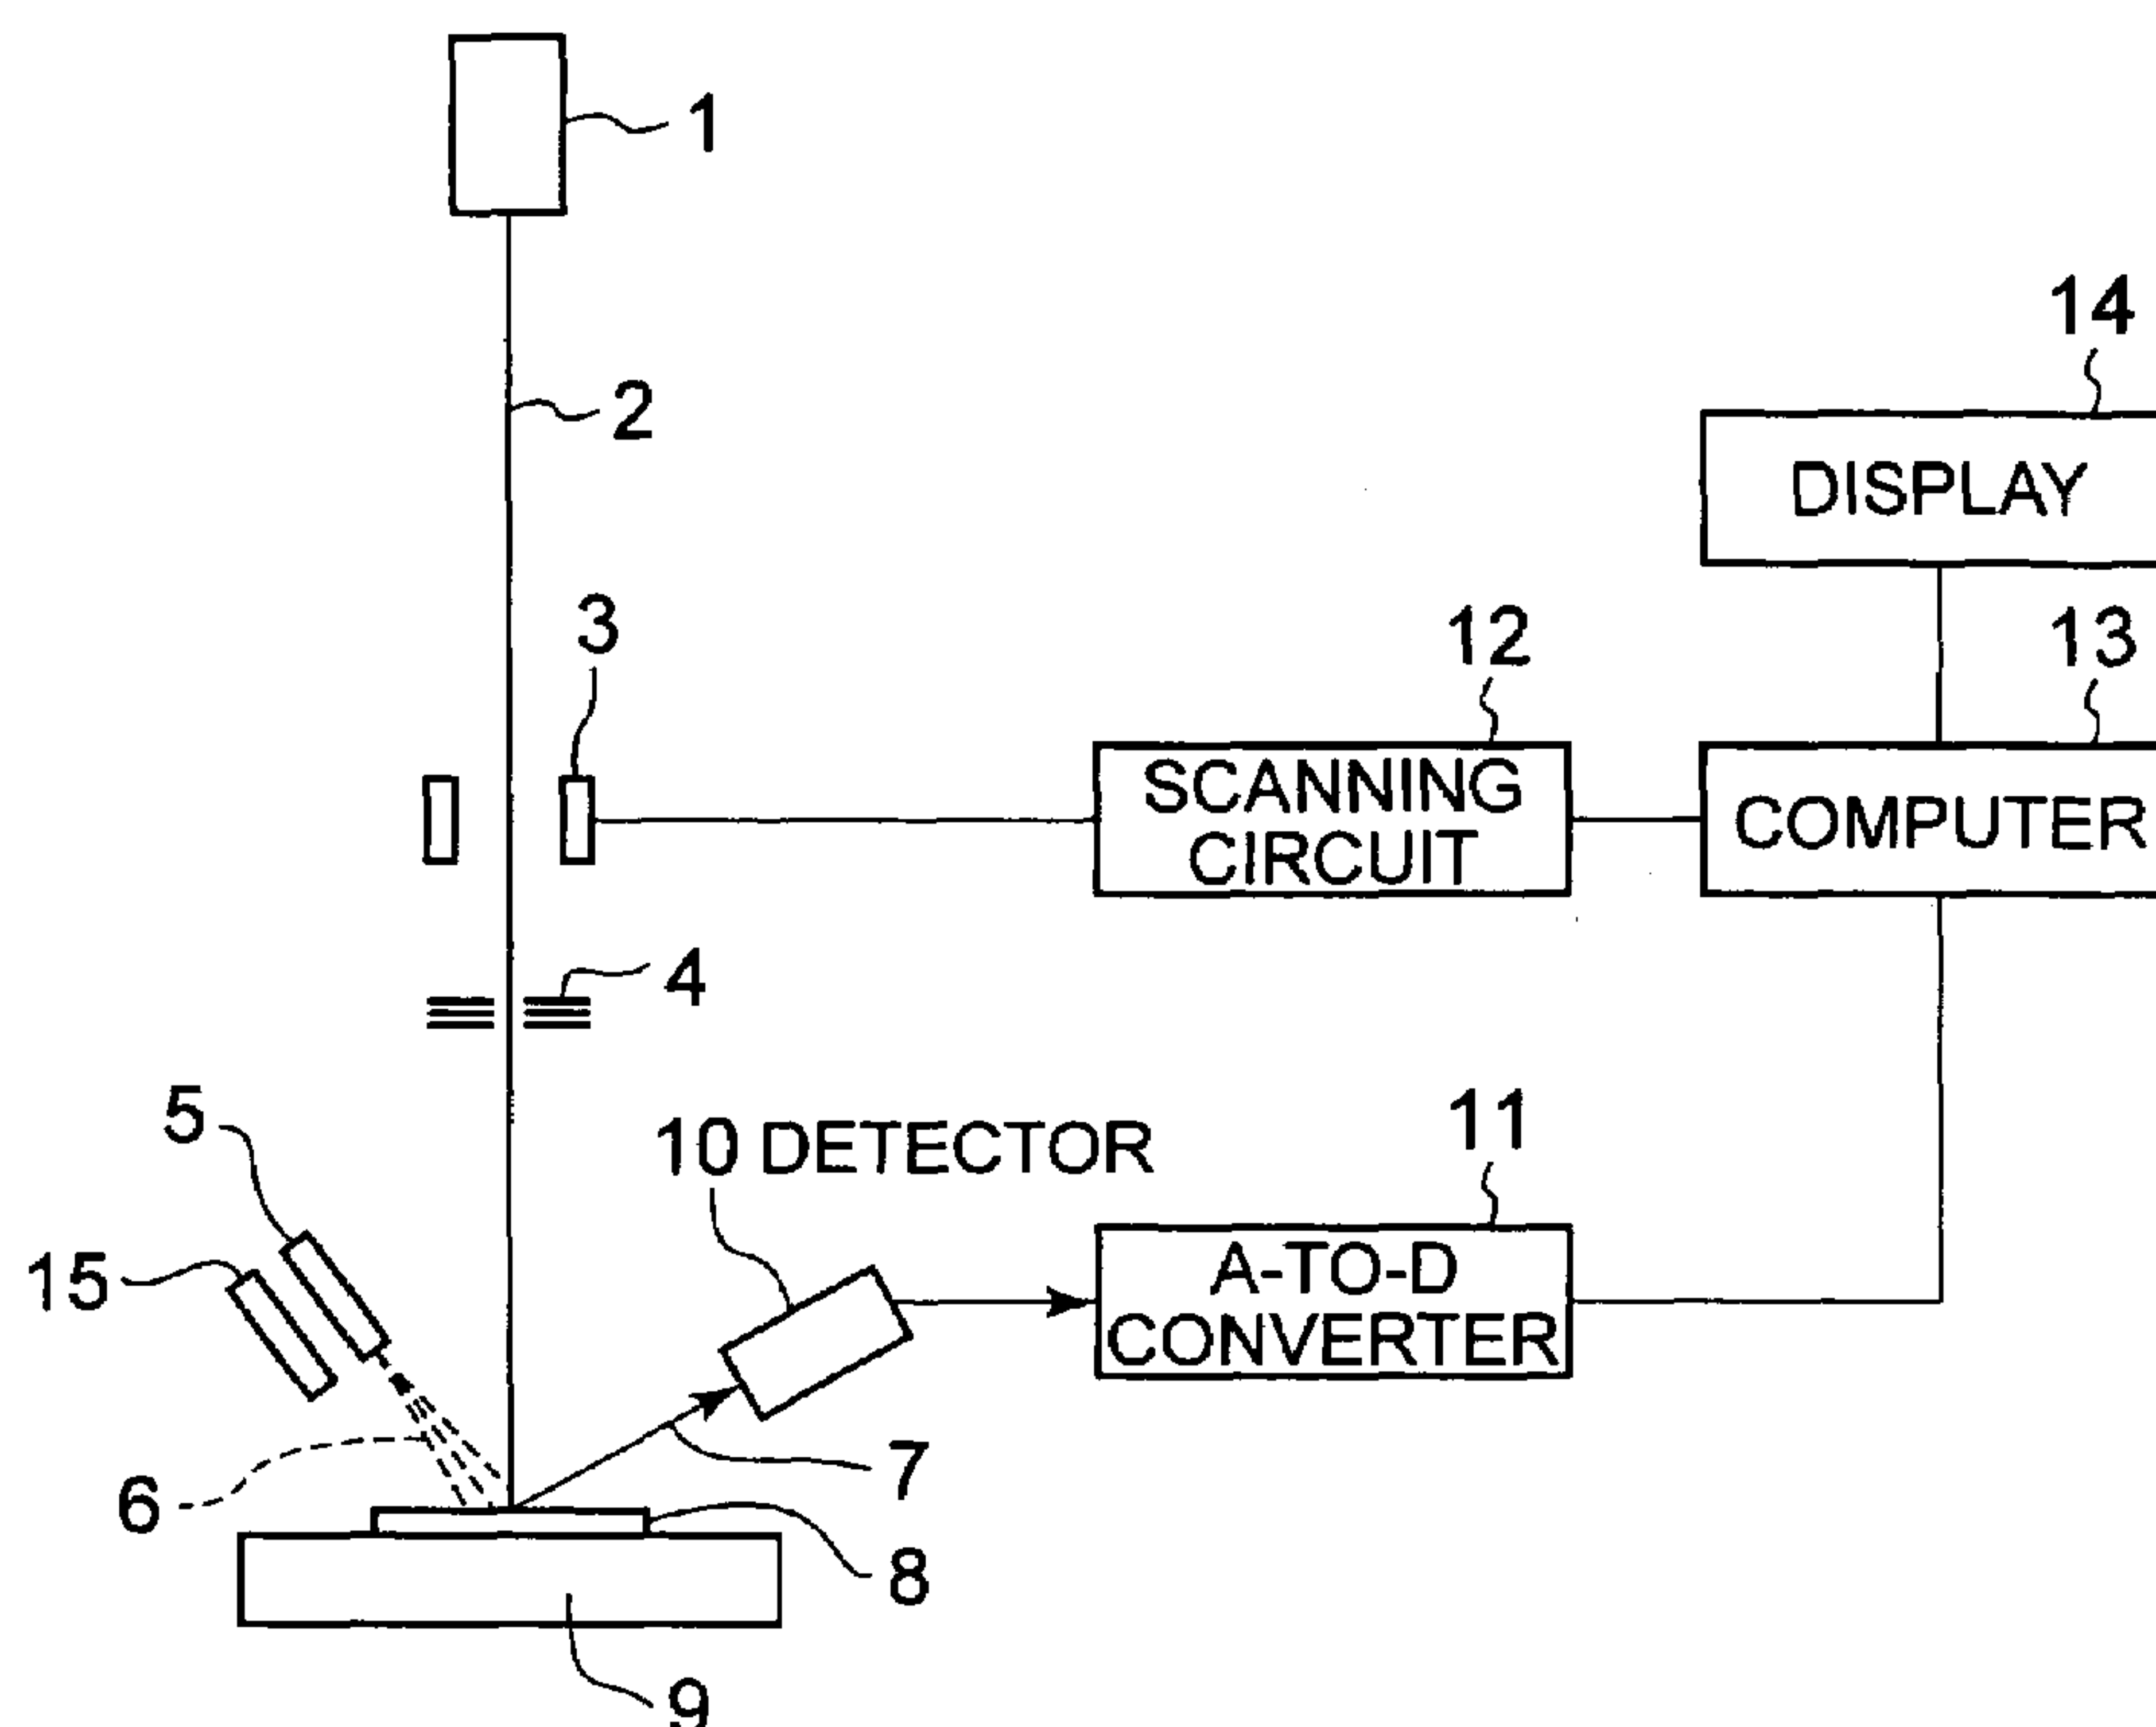 1
2
14
DISPLAY
3
12
13
SCANNING
CIRCUIT
COMPUTER
4
5
10 DETECTOR
11
15
A-TO-D
CONVERTER
7
6
8
9